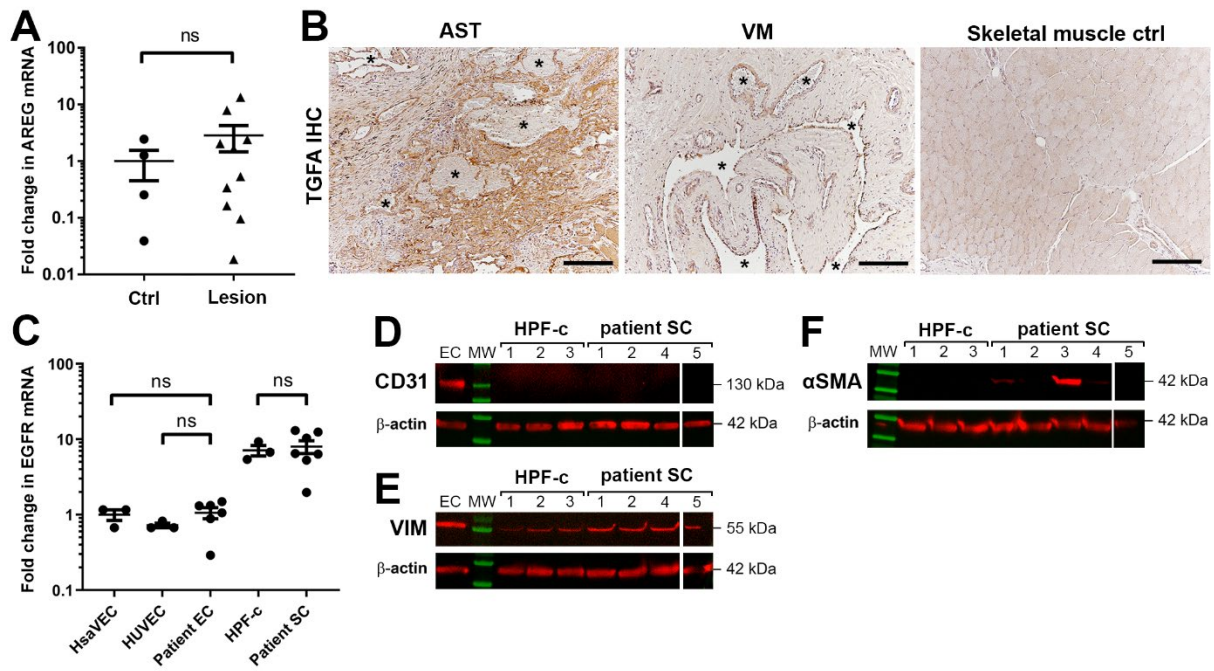 A
Fold change in AREG mRNA
100
10
1
0.1
0.01
ns
Ctrl
Lesion
B
AST
VM
Skeletal muscle ctrl
TGFA IHC
* * * * *
* * * * * *
C
Fold change in EGFR mRNA
100
10
1
0.1
ns
ns
ns
HsaVEC
HUVEC
Patient EC
HPF-c
Patient SC
D
HPF-c patient SC
EC MW 1 2 3 1 2 4 5
CD31
130 kDa
β-actin
42 kDa
E
HPF-c patient SC
EC MW 1 2 3 1 2 4 5
VIM
55 kDa
β-actin
42 kDa
F
HPF-c patient SC
MW 1 2 3 1 2 3 4 5
αSMA
42 kDa
β-actin
42 kDa